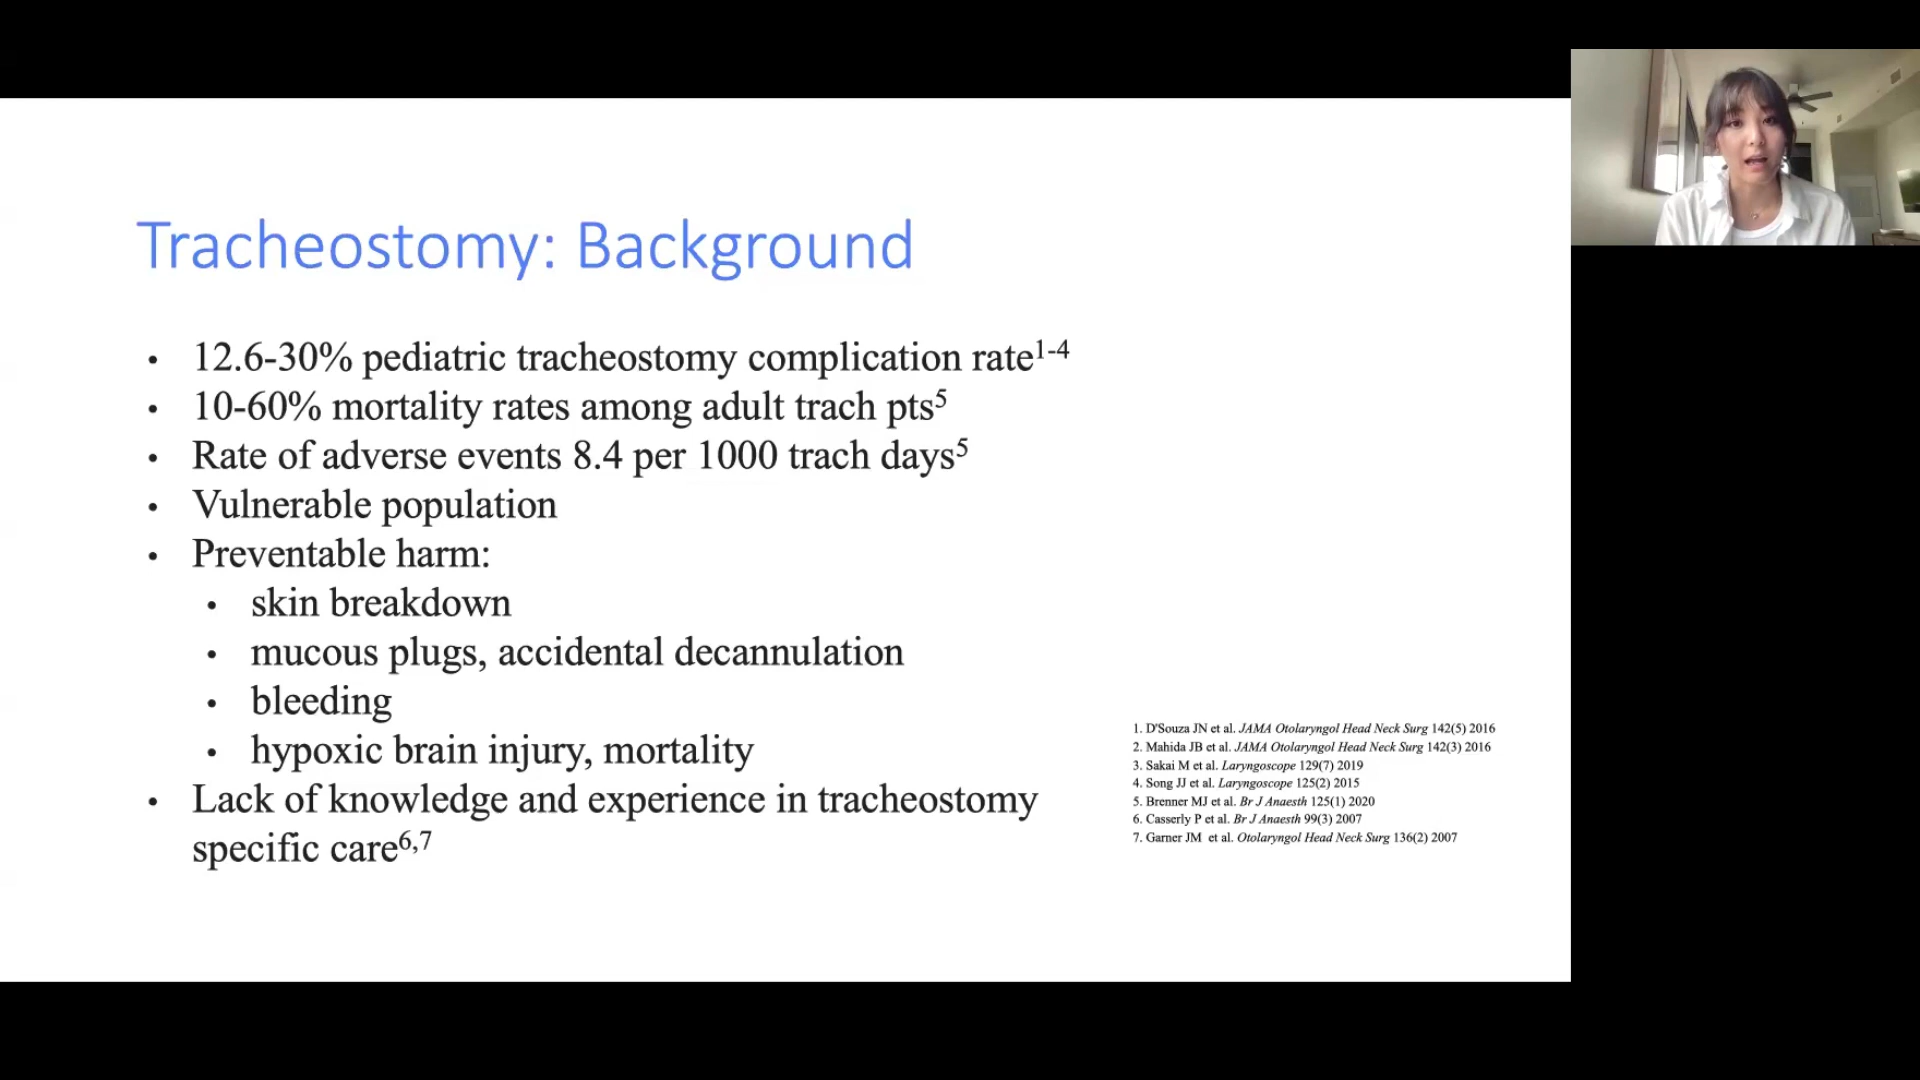 Tracheostomy: Background
• 12.6-30% pediatric tracheostomy complication rate1-4
• 10-60% mortality rates among adult trach pts5
• Rate of adverse events 8.4 per 1000 trach days5
• Vulnerable population
• Preventable harm:
• skin breakdown
• mucous plugs, accidental decannulation
• bleeding
• hypoxic brain injury, mortality
• Lack of knowledge and experience in tracheostomy
specific care6,7
1. D'Souza JN et al. JAMA Otolaryngol Head Neck Surg 142(5) 2016
2. Mahida JB et al. JAMA Otolaryngol Head Neck Surg 142(3) 2016
3. Sakai M et al. Laryngoscope 129(7) 2019
4. Song JJ et al. Laryngoscope 125(2) 2015
5. Brenner MJ et al. Br J Anaesth 125(1) 2020
6. Casserly P et al. Br J Anaesth 99(3) 2007
7. Garner JM et al. Otolaryngol Head Neck Surg 136(2) 2007